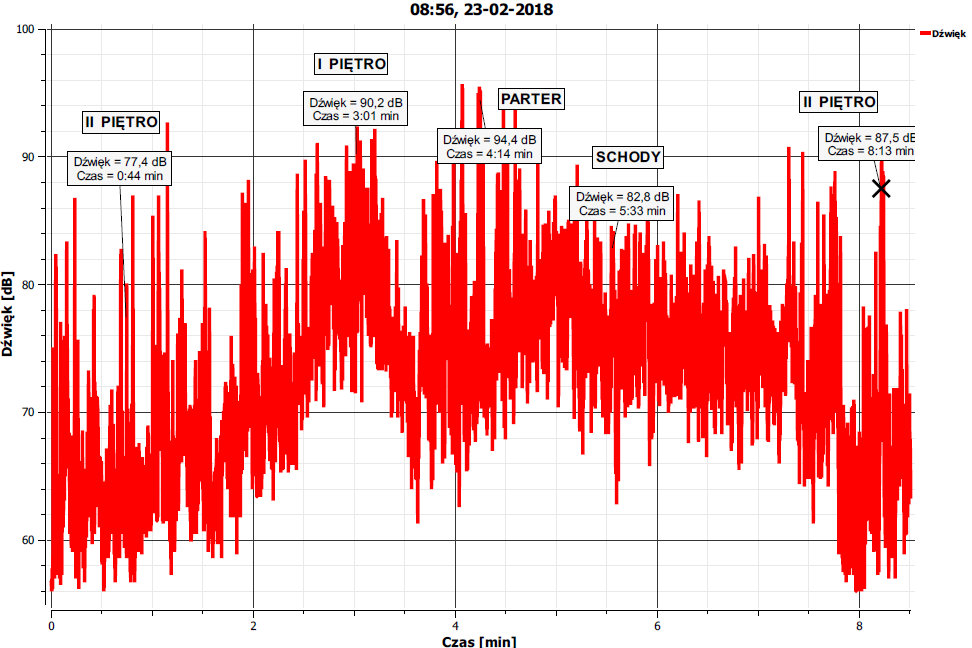 08:56, 23-02-2018
Dźwięk
I PIĘTRO
Dźwięk = 90,2 dB
Czas = 3:01 min
PARTER
II PIĘTRO
II PIĘTRO
Dźwięk = 77,4 dB
Czas = 0:44 min
Dźwięk = 94,4 dB
Czas = 4:14 min
Dźwięk = 87,5 dB
Czas = 8:13 min
SCHODY
Dźwięk = 82,8 dB
Czas = 5:33 min
Dźwięk [dB]
100
90
80
70
60
0 2 4 6 8
Czas [min]